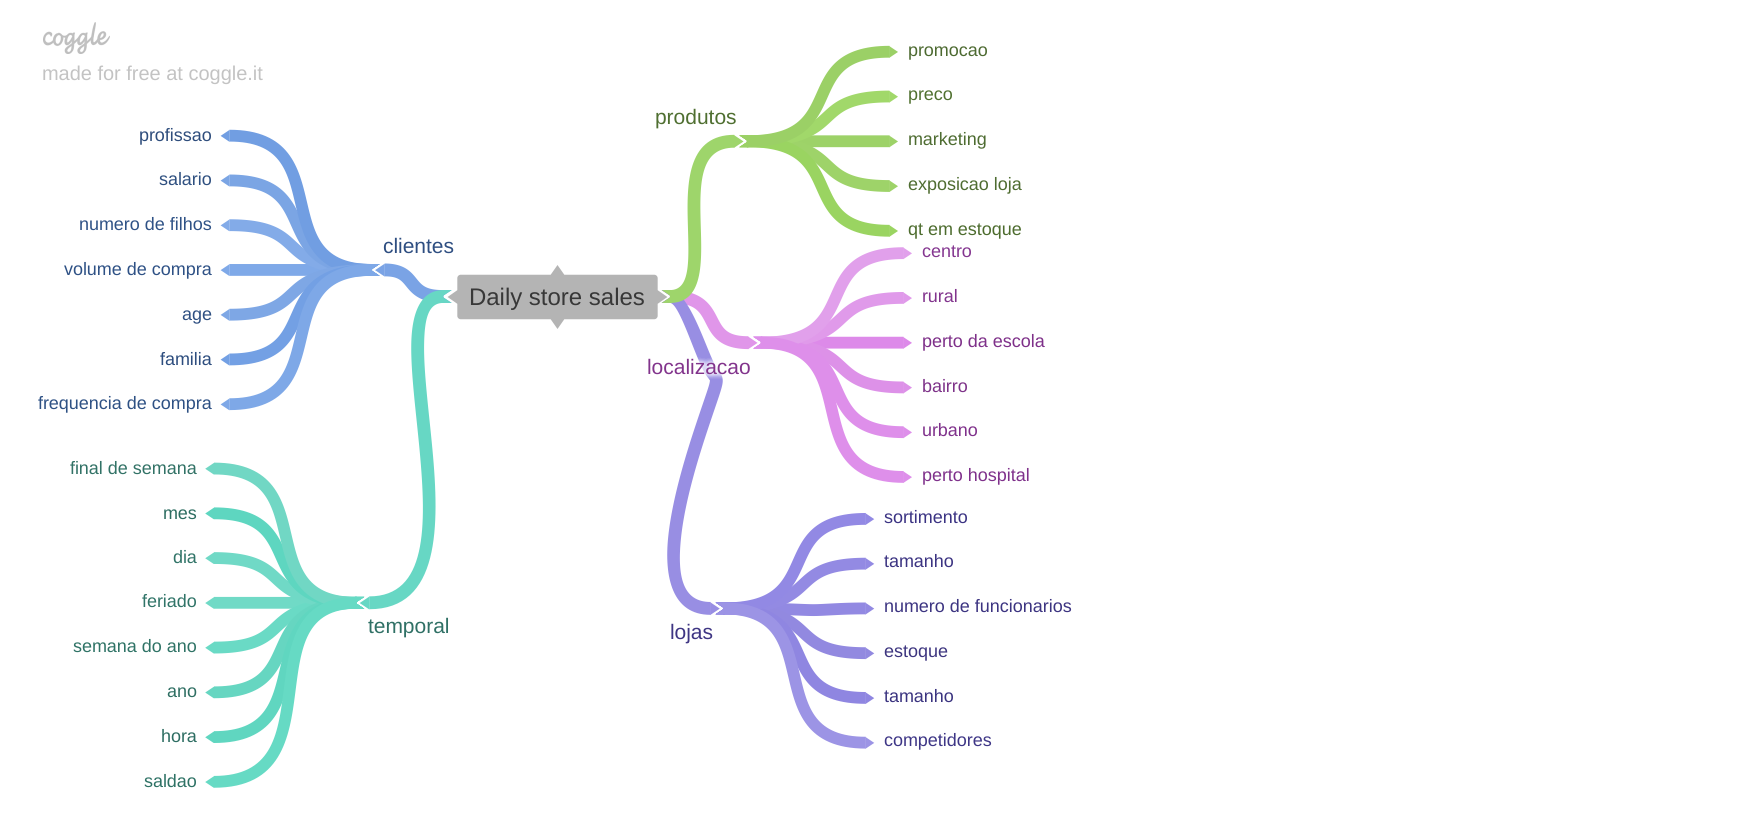 coggle
made for free at coggle.it
Daily store sales
produtos
promocao
preco
marketing
exposicao loja
qt em estoque
localizacao
centro
rural
perto da escola
bairro
urbano
perto hospital
lojas
sortimento
tamanho
numero de funcionarios
estoque
tamanho
competidores
clientes
profissao
salario
numero de filhos
volume de compra
age
familia
frequencia de compra
temporal
final de semana
mes
dia
feriado
semana do ano
ano
hora
saldao